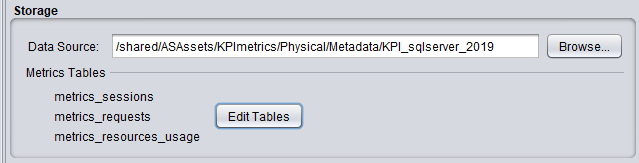 Storage
Data Source: /shared/ASAssets/KPImetrics/Physical/Metadata/KPI_sqlserver_2019 Browse...
Metrics Tables
metrics_sessions
metrics_requests Edit Tables
metrics_resources_usage